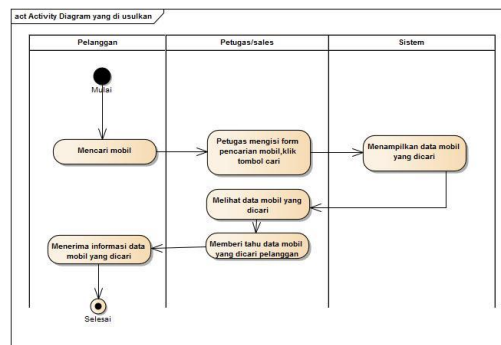 act Activity Diagram yang di usulkan
Pelanggan
Petugas/sales
Sistem
Mulai
Mencari mobil
Petugas mengisi form
pencarian mobil,klik
tombol cari
Menampilkan data mobil
yang dicari
Melihat data mobil yang
dicari
Memberi tahu data mobil
yang dicari pelanggan
Menerima informasi data
mobil yang dicari
Selesai